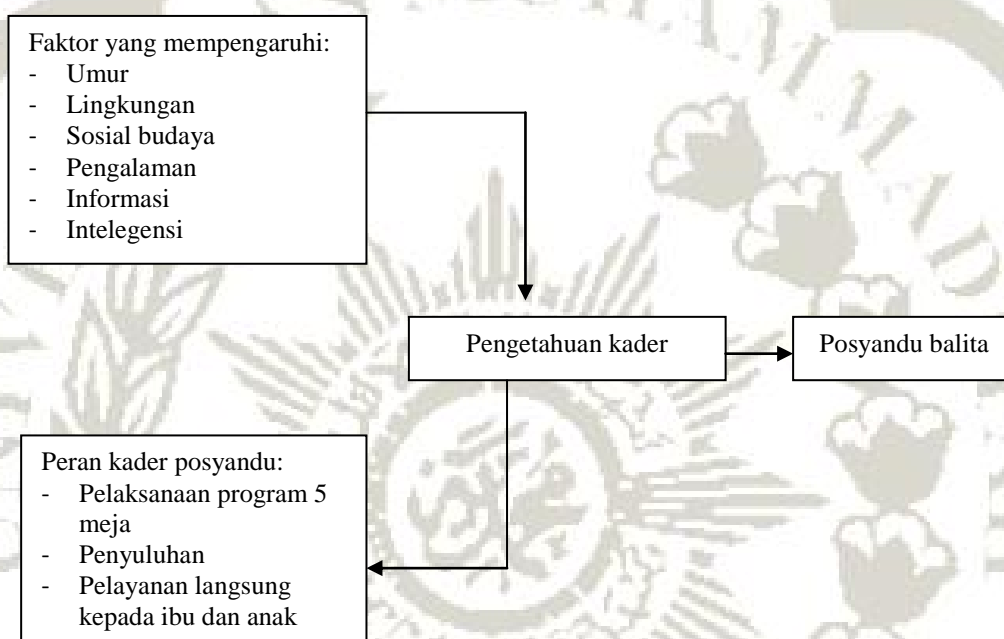 Faktor yang mempengaruhi:
- Umur
- Lingkungan
- Sosial budaya
- Pengalaman
- Informasi
- Intelegensi
Pengetahuan kader
Posyandu balita
Peran kader posyandu:
- Pelaksanaan program 5
meja
- Penyuluhan
- Pelayanan langsung
kepada ibu dan anak